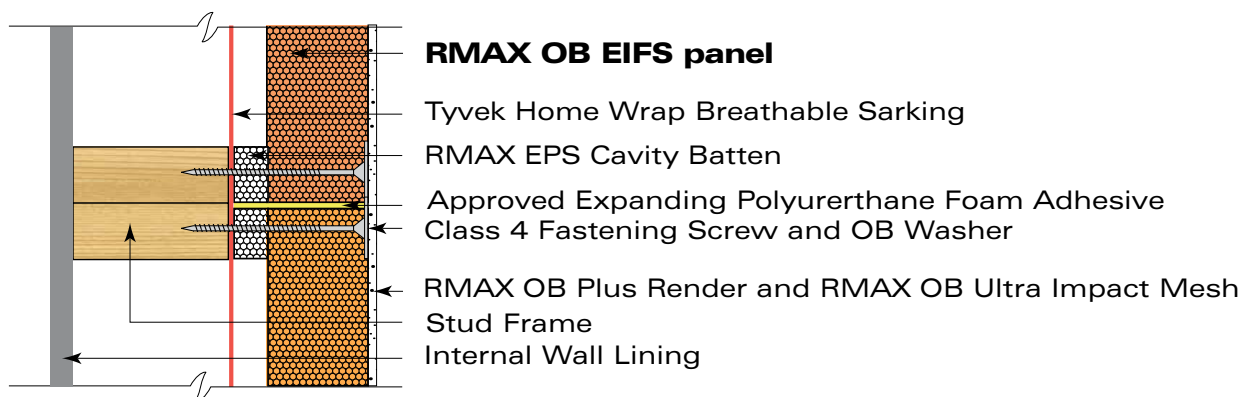 RMAX OB EIFS panel
Tyvek Home Wrap Breathable Sarking
RMAX EPS Cavity Batten
Approved Expanding Polyurerthane Foam Adhesive
Class 4 Fastening Screw and OB Washer
RMAX OB Plus Render and RMAX OB Ultra Impact Mesh
Stud Frame
Internal Wall Lining